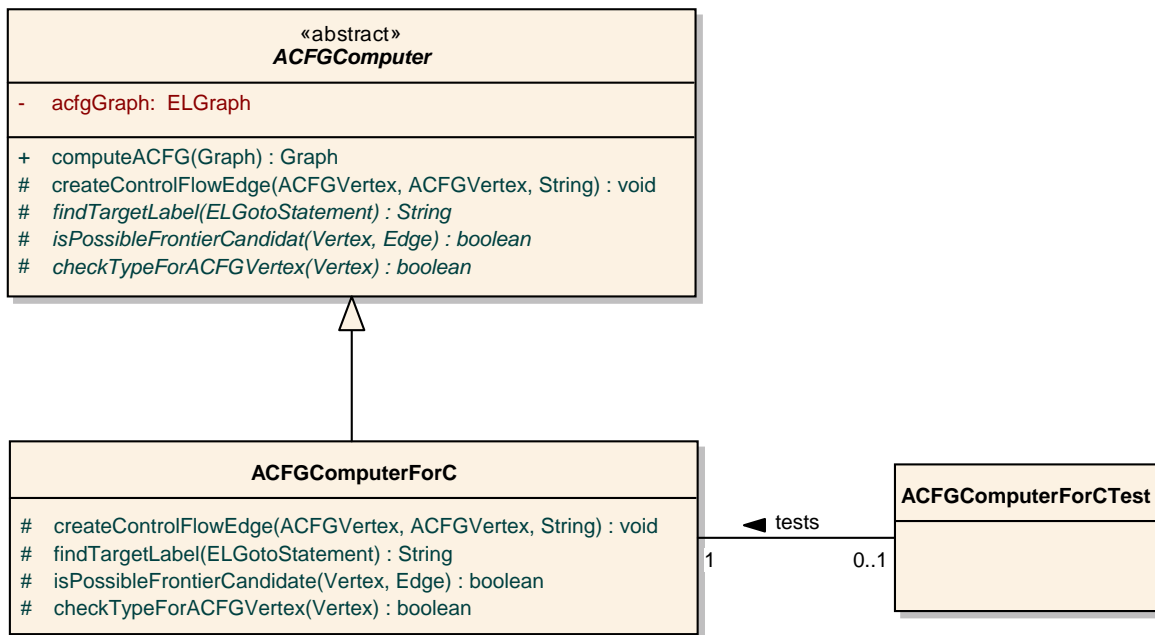 «abstract»
ACFGComputer
- acfgGraph: ELGraph
+ computeACFG(Graph) : Graph
# createControlFlowEdge(ACFGVertex, ACFGVertex, String) : void
# findTargetLabel(ELGotoStatement) : String
# isPossibleFrontierCandidat(Vertex, Edge) : boolean
# checkTypeForACFGVertex(Vertex) : boolean
ACFGComputerForC
# createControlFlowEdge(ACFGVertex, ACFGVertex, String) : void
# findTargetLabel(ELGotoStatement) : String
# isPossibleFrontierCandidate(Vertex, Edge) : boolean
# checkTypeForACFGVertex(Vertex) : boolean
tests
1
0..1
ACFGComputerForCTest